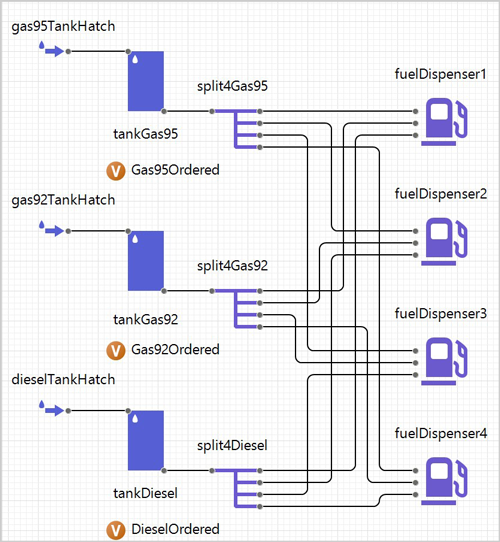 gas95TankHatch
split4Gas95
fuelDispenser1
tankGas95
V Gas95Ordered
gas92TankHatch
fuelDispenser2
split4Gas92
tankGas92
fuelDispenser3
V Gas92Ordered
dieselTankHatch
split4Diesel
fuelDispenser4
tankDiesel
V DieselOrdered